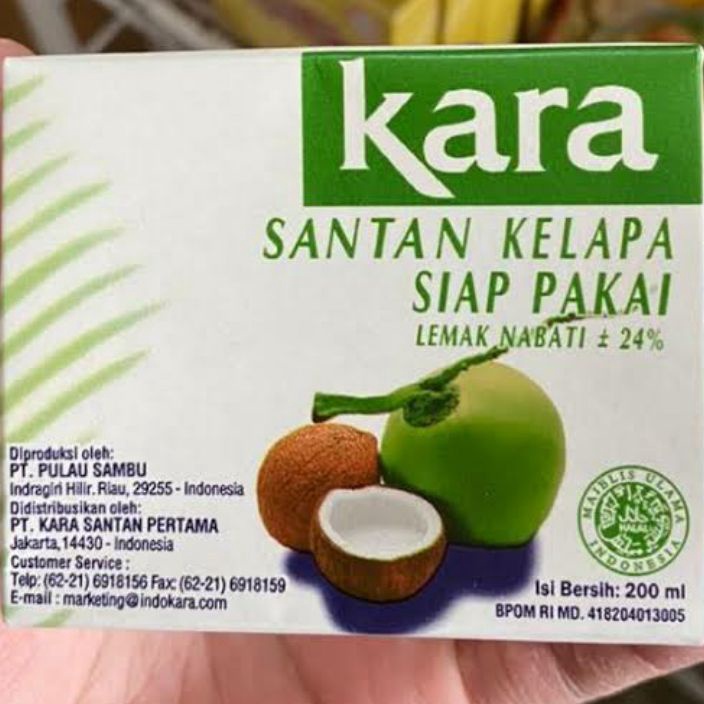 kara
SANTAN KELAPA
SIAP PAKAI
LEMAK NABATI ± 24%
Diproduksi oleh:
PT. PULAU SAMBU
Indragiri Hilir. Riau, 29255 - Indonesia
Didistribusikan oleh:
PT. KARA SANTAN PERTAMA
Jakarta, 14430 - Indonesia
Customer Service :
Telp: (62-21) 6918156 Fax: (62-21) 6918159
E-mail : marketing@indokara.com
MAJELIS ULAMA
HALAL
INDONESIA
Isi Bersih: 200 ml
BPOM RI MD. 418204013005